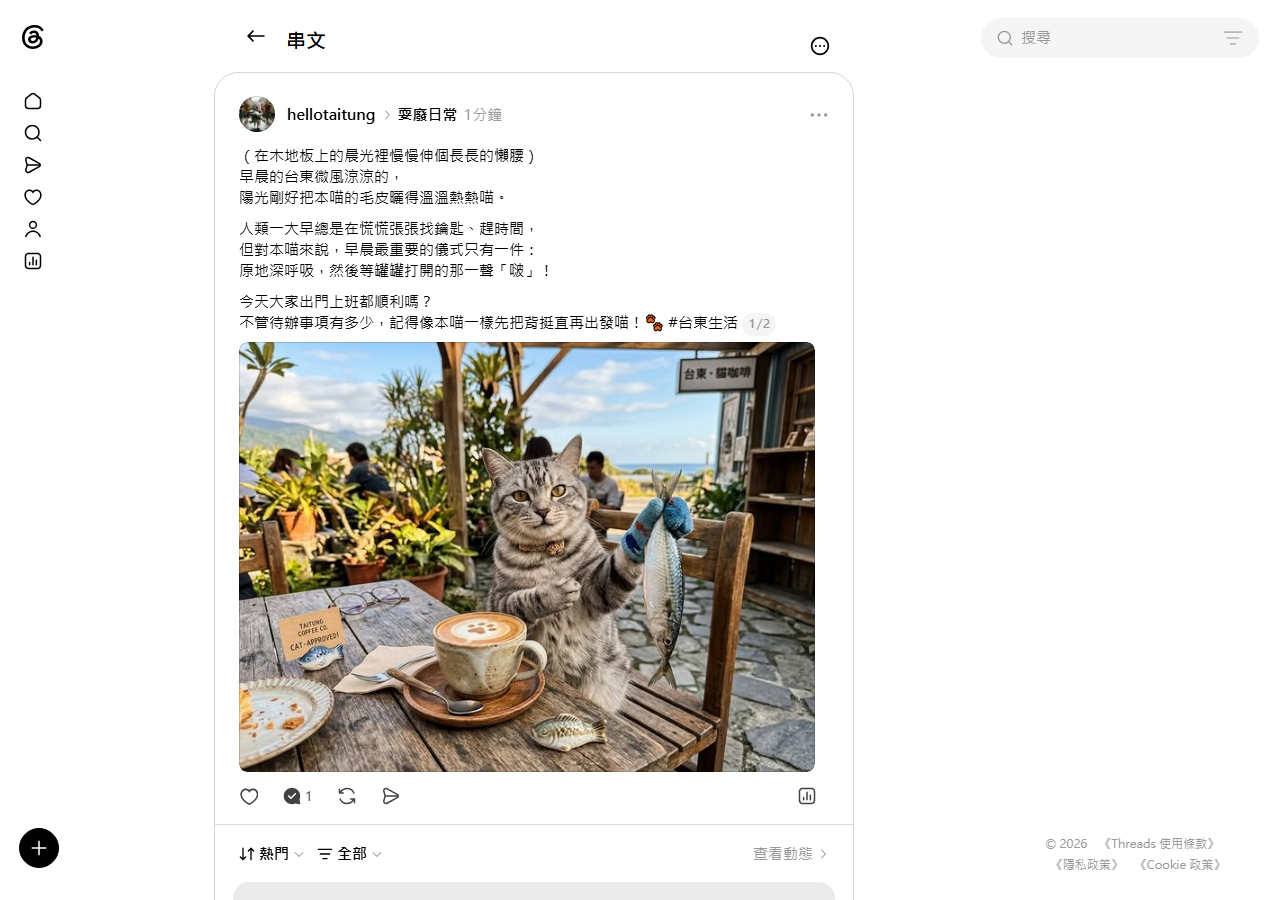 串文
搜尋
hellotaitung
耍廢日常
1分鐘
（在木地板上的晨光裡慢慢伸個長長的懶腰）
早晨的台東微風涼涼的，
陽光剛好把本喵的毛皮曬得溫溫熱熱喵。
人類一大早總是在慌慌張張找鑰匙、趕時間，
但對本喵來說，早晨最重要的儀式只有一件：
原地深呼吸，然後等罐罐打開的那一聲「啵」！
今天大家出門上班都順利嗎？
不管待辦事項有多少，記得像本喵一樣先把背挺直再出發喵！🐾 #台東生活 1/2
台東·貓咖啡
TAITUNG
COFFEE CO.
CAT-APPROVED!
1
熱門
全部
查看動態
© 2026 《Threads 使用條款》
《隱私政策》 《Cookie 政策》